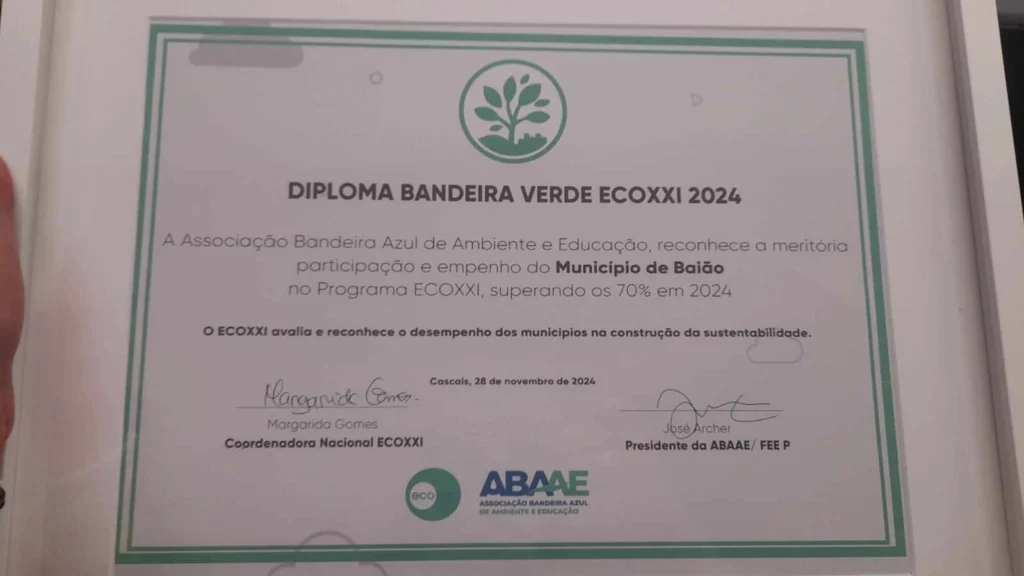 DIPLOMA BANDEIRA VERDE ECOXXI 2024
A Associação Bandeira Azul de Ambiente e Educação, reconhece a meritória
participação e empenho do Município de Baião
no Programa ECOXXI, superando os 70% em 2024
O ECOXXI avalia e reconhece o desempenho dos municípios na construção da sustentabilidade.
Cascais, 28 de novembro de 2024
Margarida Gomes
Margarida Gomes
Coordenadora Nacional ECOXXI
José Archer
Presidente da ABAAE/ FEE P
eco
ABAAE
ASSOCIAÇÃO BANDEIRA AZUL
DE AMBIENTE E EDUCAÇÃO